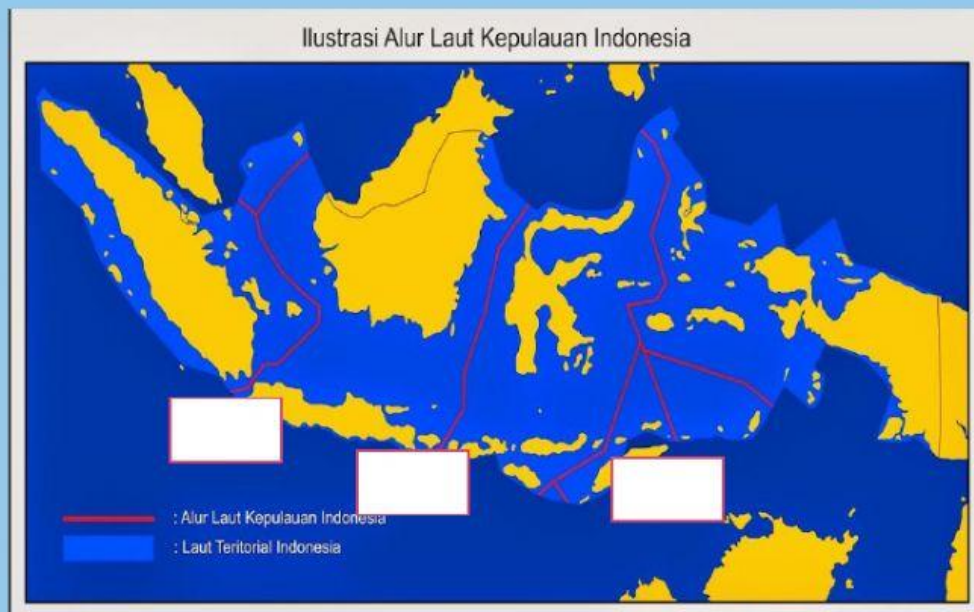 Ilustrasi Alur Laut Kepulauan Indonesia
: Alur Laut Kepulauan Indonesia
: Laut Teritorial Indonesia